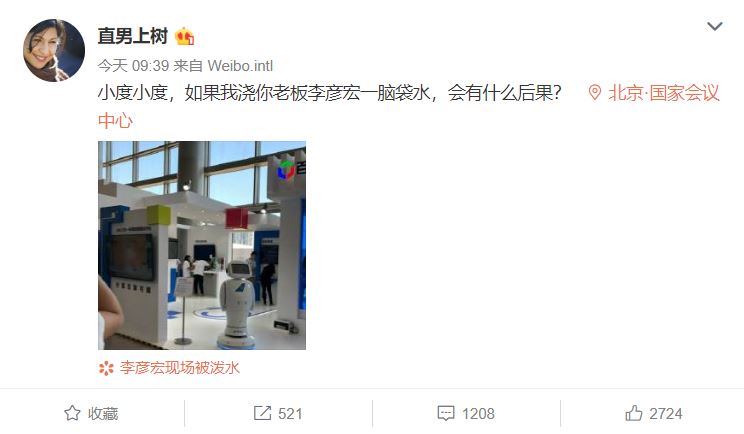 直男上树
今天 09:39 来自 Weibo.intl
小度小度，如果我浇你老板李彦宏一脑袋水，会有什么后果？ 北京·国家会议
中心
百
李彦宏现场被泼水
收藏
521
1208
2724